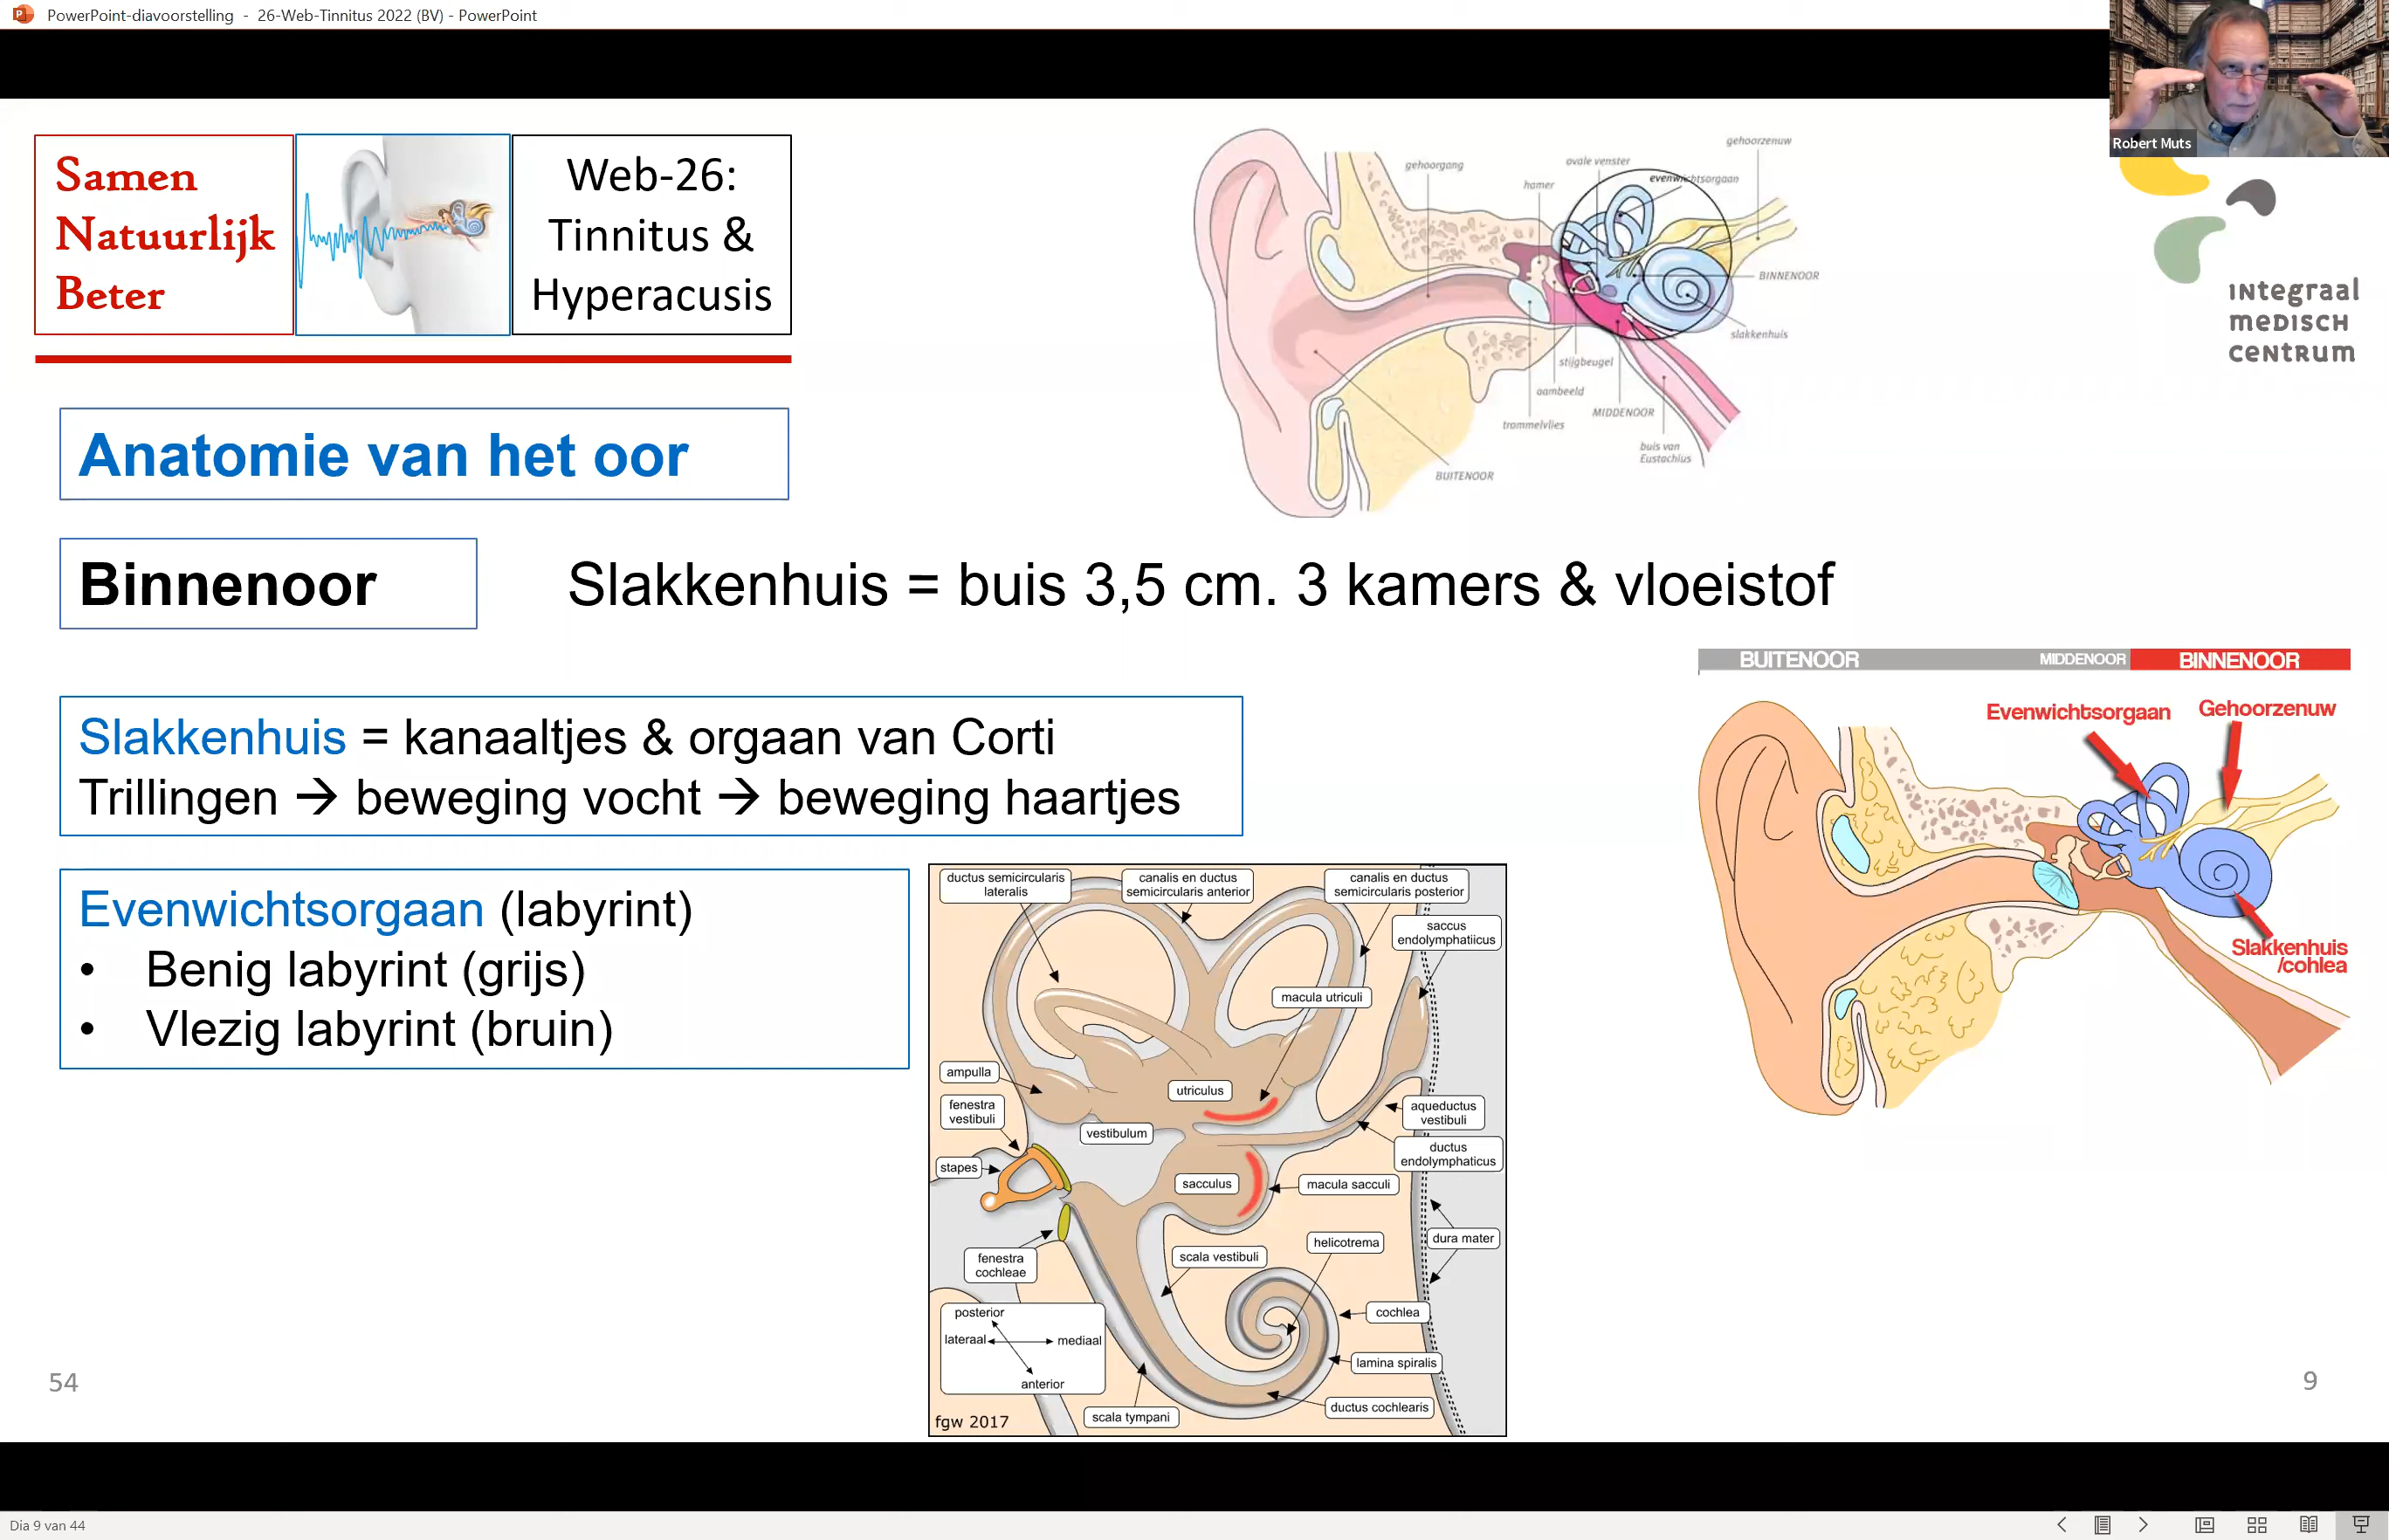 PowerPoint-diavoorstelling - 26-Web-Tinnitus 2022 (BV) - PowerPoint
Robert Muts
Samen
Natuurlijk
Beter
Web-26:
Tinnitus &
Hyperacusis
gehoorzenuw
ovale venster
gehoorgang
evenwichtsorgaan
hamer
BINNENOOR
slakkenhuis
stijgbeugel
aambeeld
MIDDENOOR
trommelvlies
buis van
Eustachius
BUITENOOR
INtegraal
meDISCH
CeNtRum
Anatomie van het oor
Binnenoor
Slakkenhuis = buis 3,5 cm. 3 kamers & vloeistof
BUITENOOR
MIDDENOOR
BINNENOOR
Evenwichtsorgaan
Gehoorzenuw
Slakkenhuis
/cohlea
Slakkenhuis = kanaaltjes & orgaan van Corti
Trillingen → beweging vocht → beweging haartjes
Evenwichtsorgaan (labyrint)
• Benig labyrint (grijs)
• Vlezig labyrint (bruin)
ductus semicircularis
lateralis
canalis en ductus
semicircularis anterior
canalis en ductus
semicircularis posterior
saccus
endolymphatiicus
macula utriculi
ampulla
utriculus
fenestra
vestibuli
aqueductus
vestibuli
vestibulum
ductus
endolymphaticus
stapes
sacculus
macula sacculi
helicotrema
dura mater
scala vestibuli
fenestra
cochleae
posterior
cochlea
lateraal
mediaal
lamina spiralis
anterior
ductus cochlearis
scala tympani
fgw 2017
54
9
Dia 9 van 44